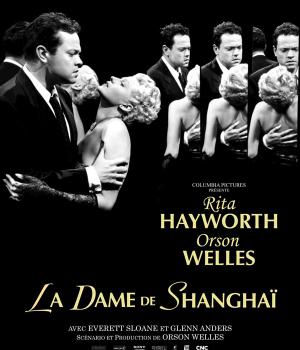 COLUMBIA PICTURES
PRÉSENTE
Rita
HAYWORTH
Orson
WELLES
LA DAME DE SHANGHAÏ
AVEC EVERETT SLOANE ET GLENN ANDERS
SCÉNARIO ET PRODUCTION DE ORSON WELLES
CNC